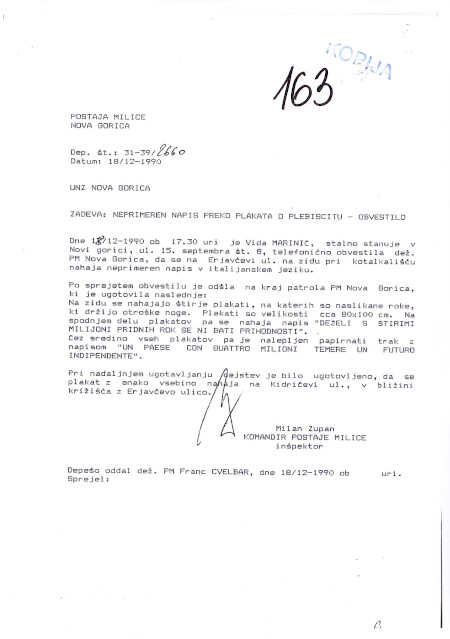 KOPIJA
163
POSTAJA MILICE
NOVA GORICA
Dep. št.: 31-39/8660
Datum: 18/12-1990
UNZ NOVA GORICA
ZADEVA: NEPRIMEREN NAPIS PREKO PLAKATA O PLEBISCITU - OBVESTILO
Dne 18/12-1990 ob 17.30 uri je Vida MARINIČ, stalno stanuje v
Novi gorici, ul. 15. septembra št. 8, telefonično obvestila dež.
PM Nova Gorica, da se na Erjavčevi ul. na zidu pri kotalkališču
nahaja neprimeren napis v italijanskem jeziku.
Po sprejetem obvestilu je odšla na kraj patrola PM Nova Gorica,
ki je ugotovila naslednje:
Na zidu se nahajajo štirje plakati, na katerih so naslikane roke,
ki držijo otroške noge. Plakati so velikosti cca 80x100 cm. Na
spodnjem delu plakatov pa se nahaja napis "DEŽELI S ŠTIRIMI
MILIJONI PRIDNIH ROK SE NI BATI PRIHODNOSTI".
Čez sredino vseh plakatov pa je nalepljen papirnati trak z
napisom "UN PAESE CON QUATTRO MILIONI TEMERE UN FUTURO
INDIPENDENTE".
Pri nadaljnjem ugotavljanju dejstev je bilo ugotovljeno, da se
plakat z enako vsebino nahaja na Kidričevi ul., v bližini
križišča z Erjavčevo ulico.
Milan Zupan
KOMANDIR POSTAJE MILICE
inšpektor
Depešo oddal dež. PM Franc CVELBAR, dne 18/12-1990 ob uri.
Sprejel: